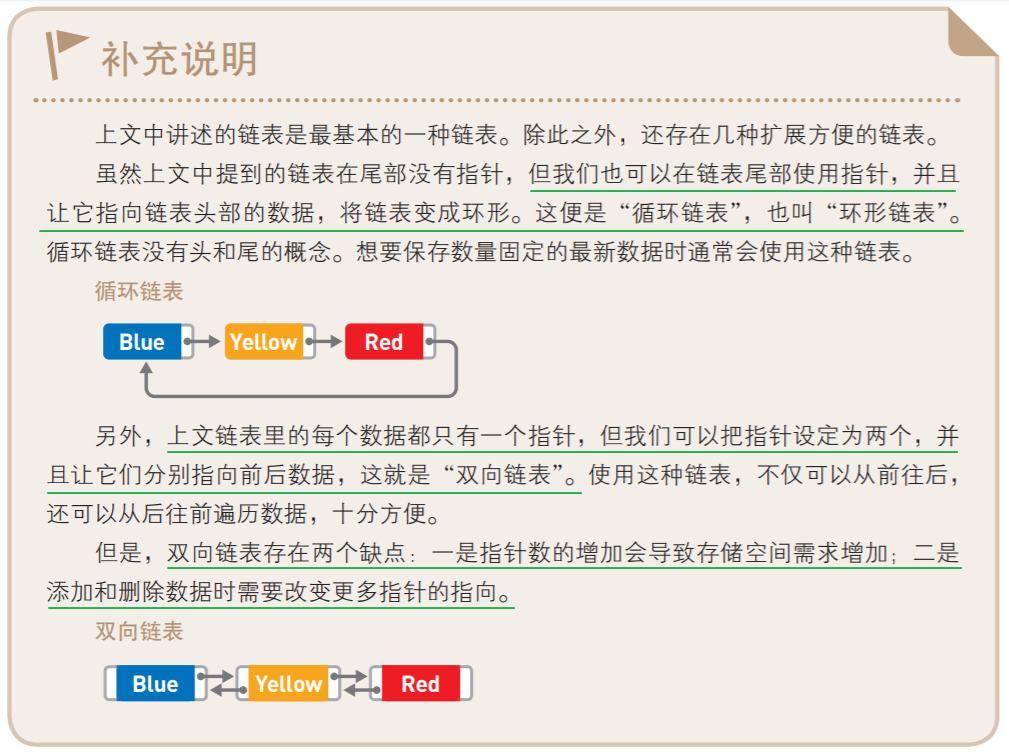 补充说明
上文中讲述的链表是最基本的一种链表。除此之外，还存在几种扩展方便的链表。
虽然上文中提到的链表在尾部没有指针，但我们也可以在链表尾部使用指针，并且
让它指向链表头部的数据，将链表变成环形。这便是“循环链表”，也叫“环形链表”。
循环链表没有头和尾的概念。想要保存数量固定的最新数据时通常会使用这种链表。
循环链表
Blue Yellow Red
另外，上文链表里的每个数据都只有一个指针，但我们可以把指针设定为两个，并
且让它们分别指向前后数据，这就是“双向链表”。使用这种链表，不仅可以从前往后，
还可以从后往前遍历数据，十分方便。
但是，双向链表存在两个缺点：一是指针数的增加会导致存储空间需求增加；二是
添加和删除数据时需要改变更多指针的指向。
双向链表
Blue Yellow Red